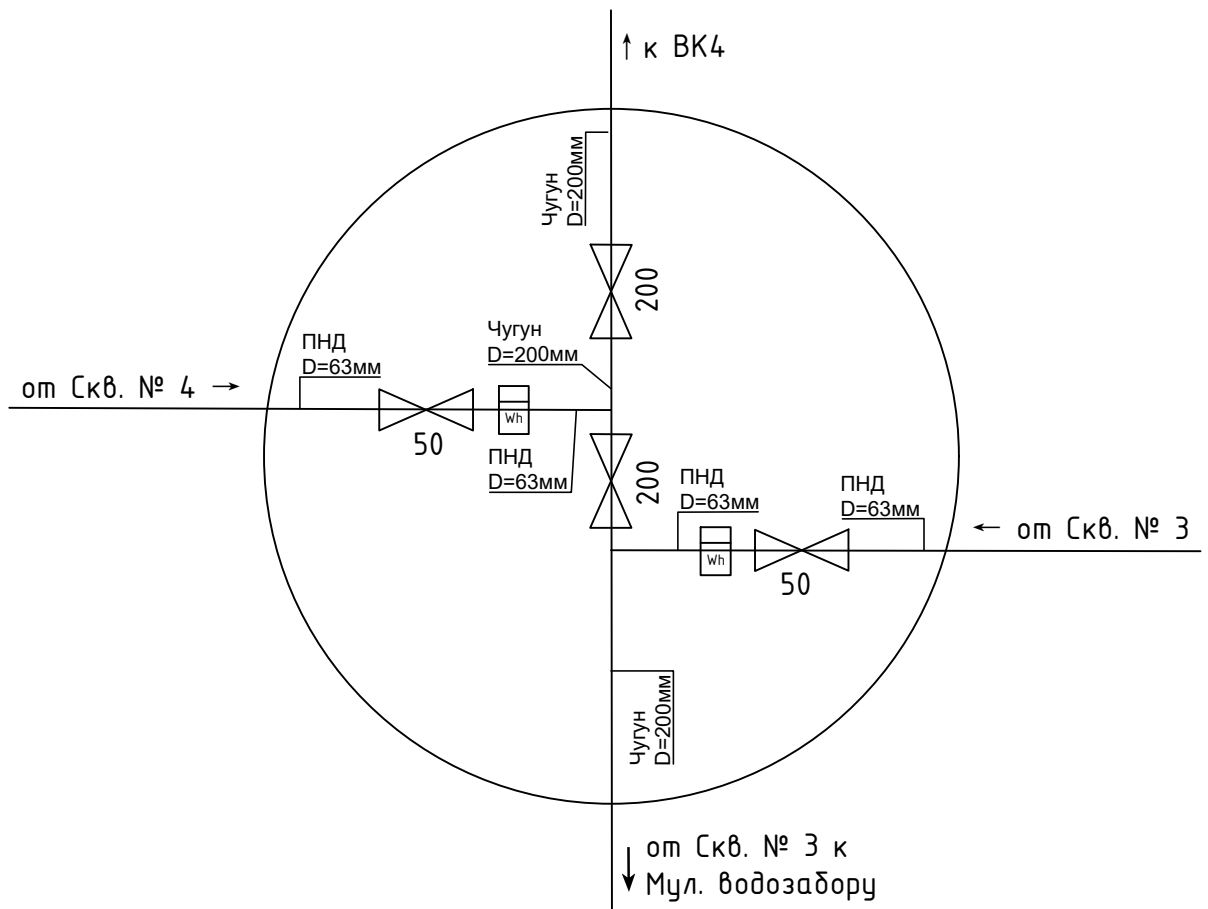 ↑ к ВК4
Чугун
D=200мм
200
Чугун
D=200мм
ПНД
D=63мм
от Скв. № 4 →
50
Wh
ПНД
D=63мм
200
ПНД
D=63мм
ПНД
D=63мм
← от Скв. № 3
Wh
50
Чугун
D=200мм
↓ от Скв. № 3 к
Мул. водозабору